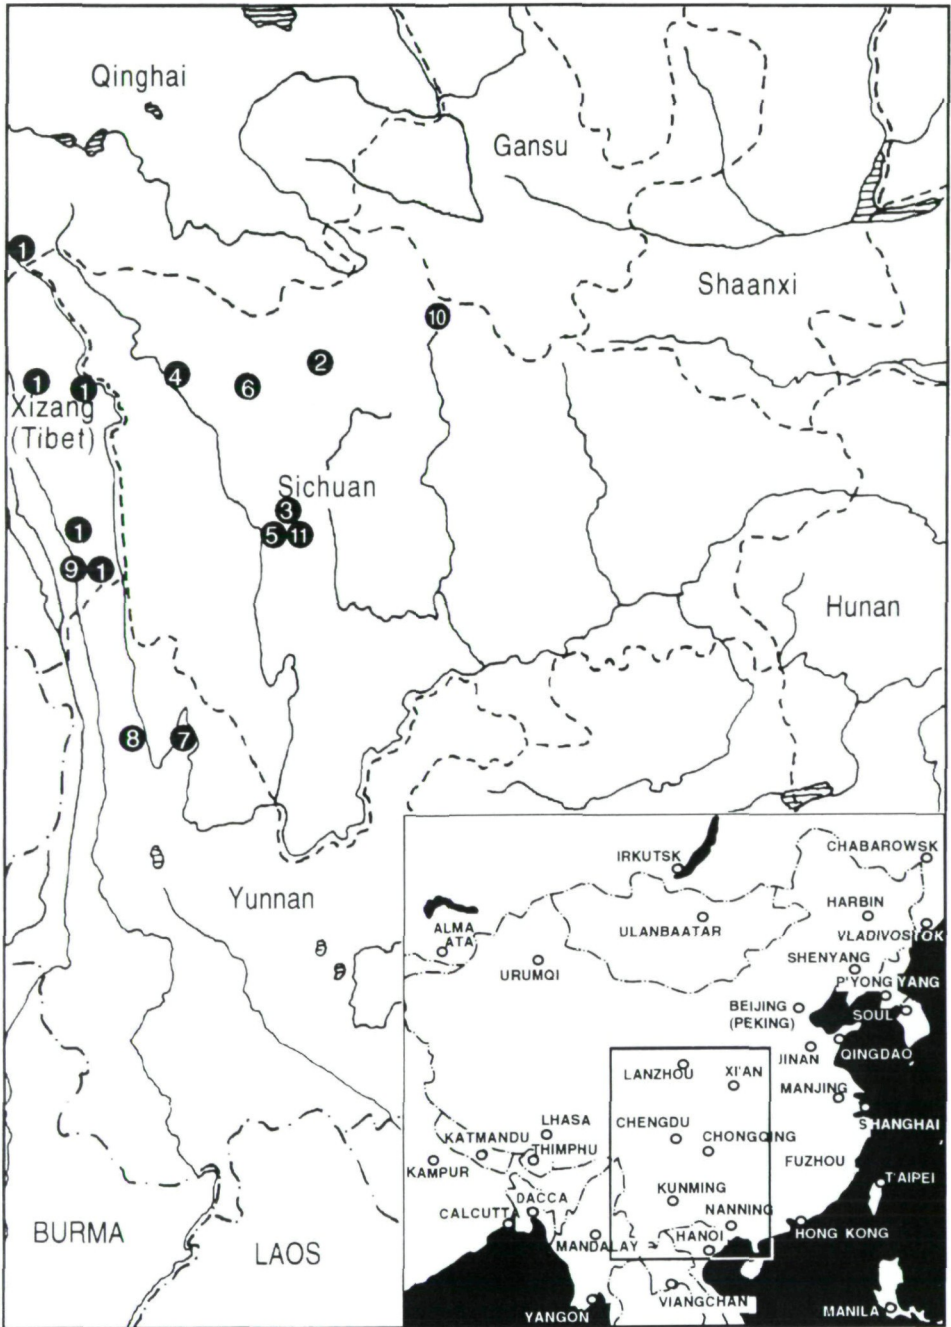 Qinghai
Gansu
Shaanxi
1
10
2
4
6
1
1
Xizang
(Tibet)
Sichuan
3
5
11
1
9
1
Hunan
8
7
Yunnan
BURMA
LAOS
IRKUTSK
CHABAROWSK
HARBIN
ULANBAATAR
VLADIVOSTOK
ALMA
ATA
URUMQI
SHENYANG
P'YONG YANG
BEIJING
(PEKING)
SOUL
JINAN
QINGDAO
LANZHOU
XI'AN
MANJING
SHANGHAI
CHENGDU
CHONGQING
LHASA
KATMANDU
THIMPHU
KAMPUR
FUZHOU
T'AIPEI
KUNMING
DACCA
CALCUTTA
NANNING
HONG KONG
HANOI
MANDALAY
VIANGCHAN
YANGON
MANILA